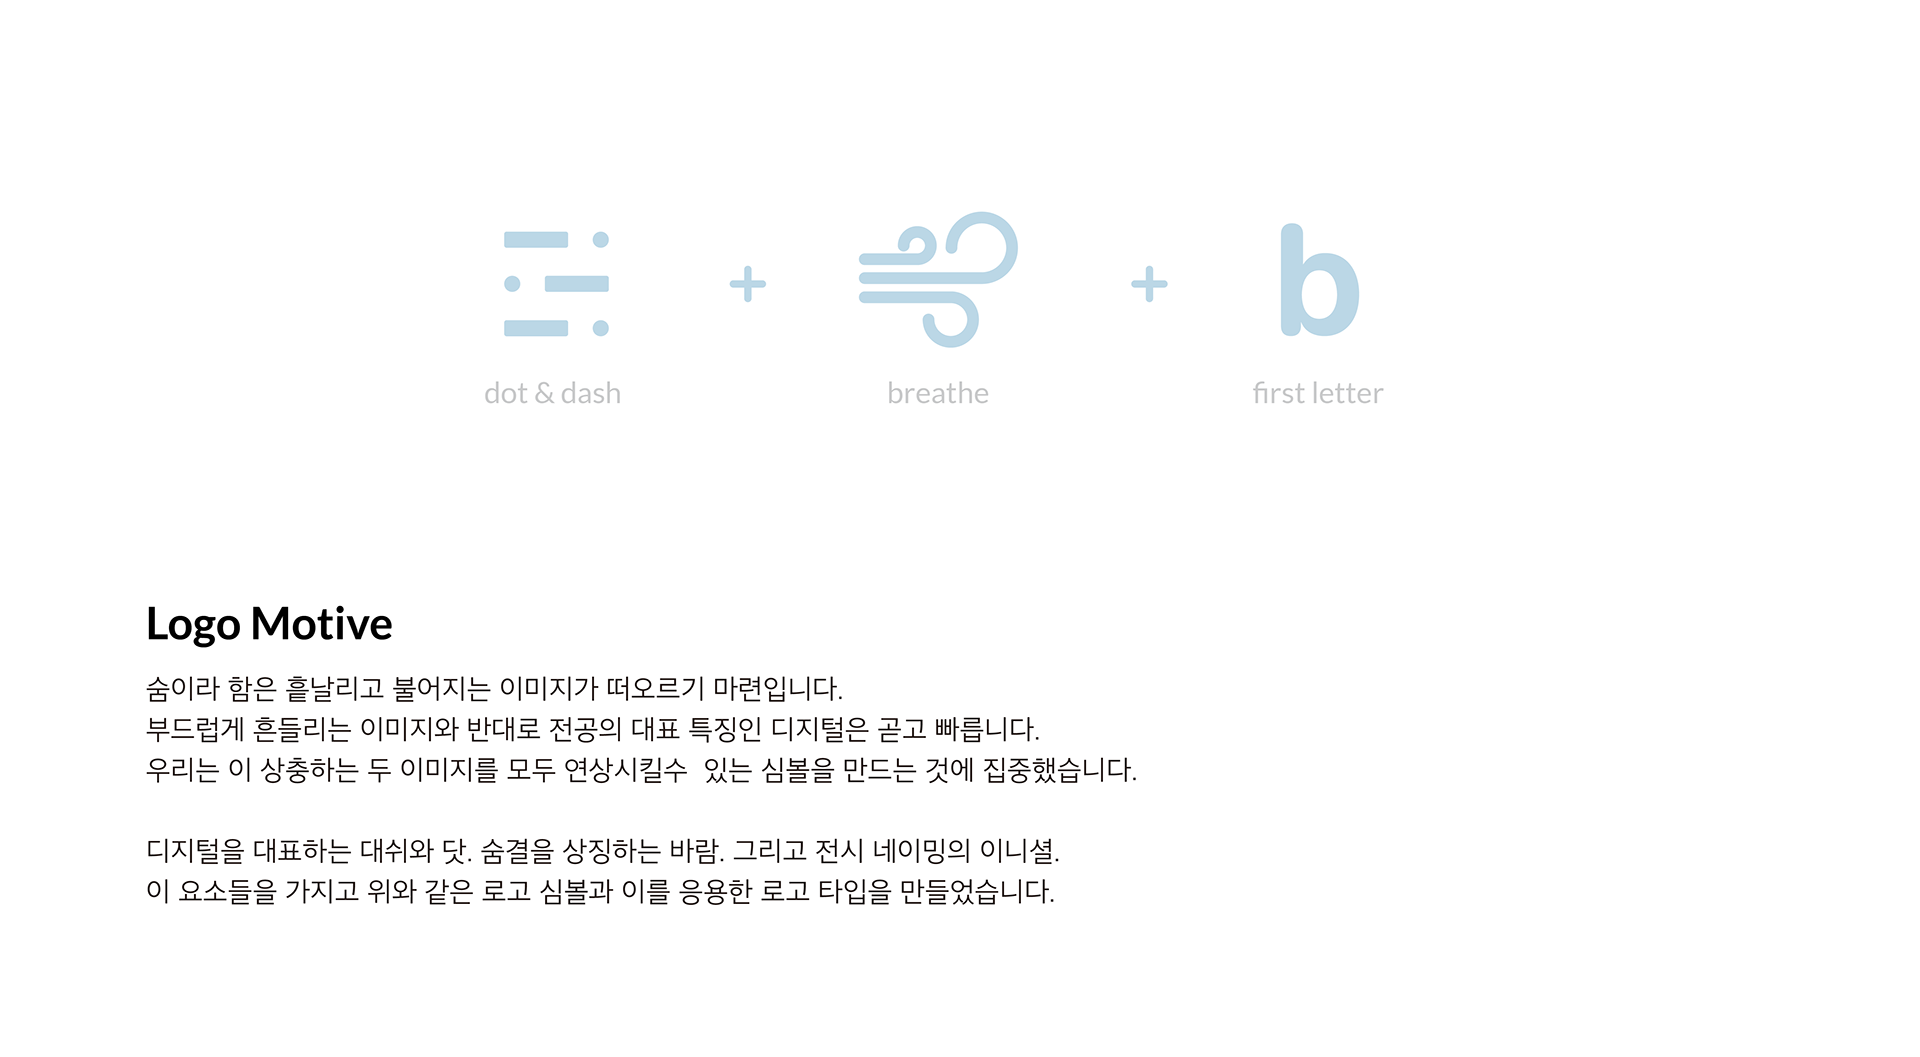 +
+
b
dot & dash
breathe
first letter
Logo Motive
숨이라 함은 흩날리고 불어지는 이미지가 떠오르기 마련입니다.
부드럽게 흔들리는 이미지와 반대로 전공의 대표 특징인 디지털은 곧고 빠릅니다.
우리는 이 상충하는 두 이미지를 모두 연상시킬수  있는 심볼을 만드는 것에 집중했습니다.
디지털을 대표하는 대쉬와 닷. 숨결을 상징하는 바람. 그리고 전시 네이밍의 이니셜.
이 요소들을 가지고 위와 같은 로고 심볼과 이를 응용한 로고 타입을 만들었습니다.